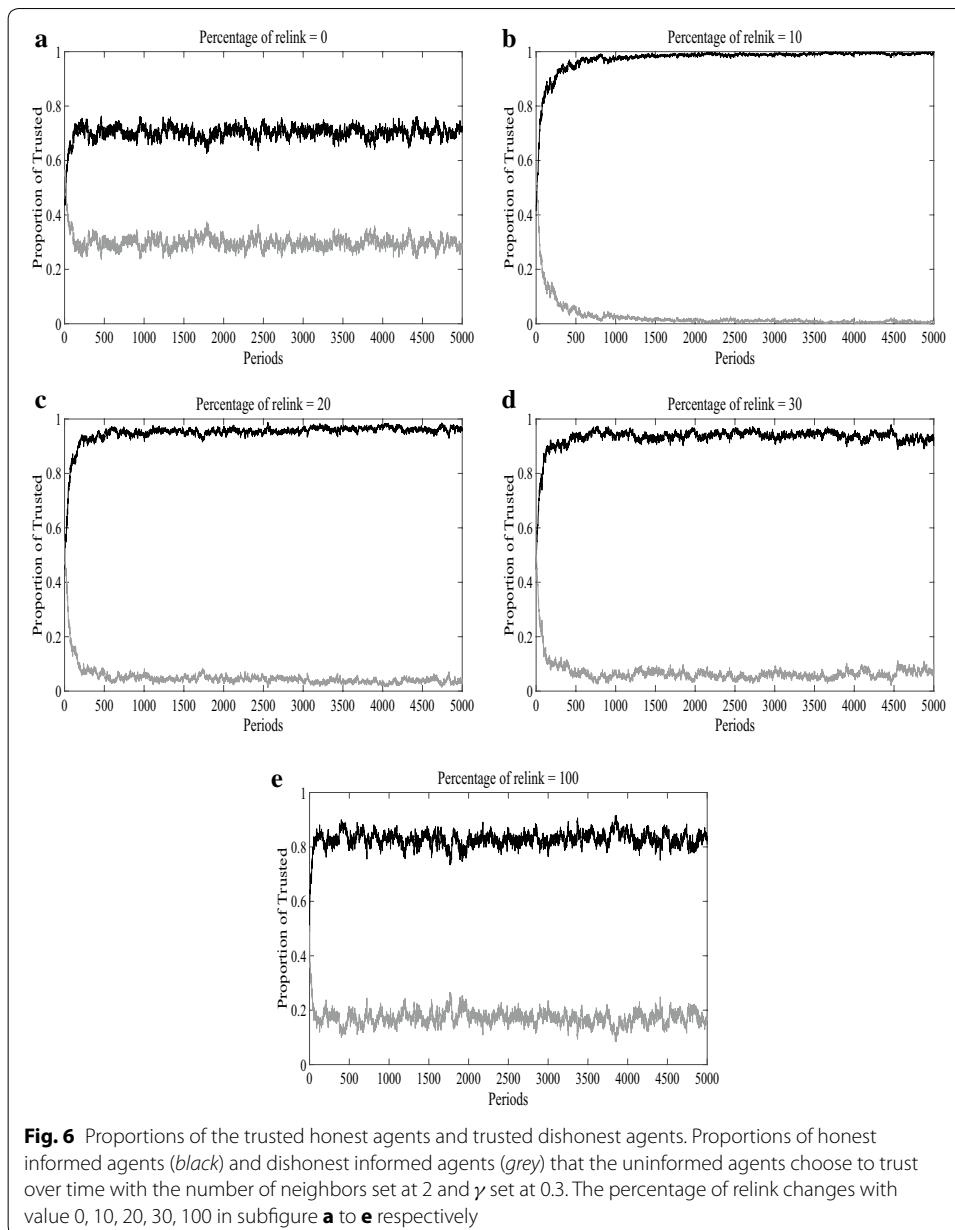 a
Percentage of relink = 0
Proportion of Trusted
1
0.8
0.6
0.4
0.2
0
0 500 1000 1500 2000 2500 3000 3500 4000 4500 5000
Periods
b
Percentage of relnik = 10
Proportion of Trusted
1
0.8
0.6
0.4
0.2
0
0 500 1000 1500 2000 2500 3000 3500 4000 4500 5000
Periods
c
Percentage of relink = 20
Proportion of Trusted
1
0.8
0.6
0.4
0.2
0
0 500 1000 1500 2000 2500 3000 3500 4000 4500 5000
Periods
d
Percentage of relink = 30
Proportion of Trusted
1
0.8
0.6
0.4
0.2
0
0 500 1000 1500 2000 2500 3000 3500 4000 4500 5000
Periods
e
Percentage of relink = 100
Proportion of Trusted
1
0.8
0.6
0.4
0.2
0
0 500 1000 1500 2000 2500 3000 3500 4000 4500 5000
Periods
Fig. 6 Proportions of the trusted honest agents and trusted dishonest agents. Proportions of honest
informed agents (black) and dishonest informed agents (grey) that the uninformed agents choose to trust
over time with the number of neighbors set at 2 and γ set at 0.3. The percentage of relink changes with
value 0, 10, 20, 30, 100 in subfigure a to e respectively